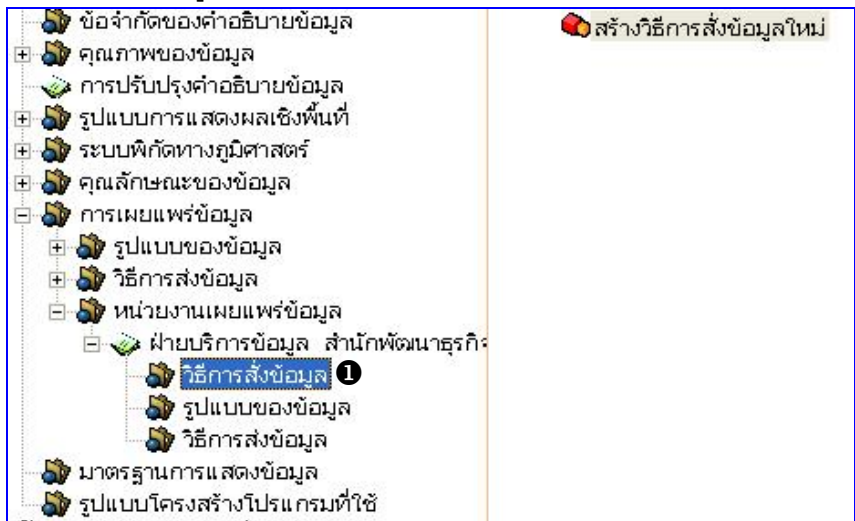 ข้อจำกัดของคำอธิบายข้อมูล
คุณภาพของข้อมูล
การปรับปรุงคำอธิบายข้อมูล
รูปแบบการแสดงผลเชิงพื้นที่
ระบบพิกัดทางภูมิศาสตร์
คุณลักษณะของข้อมูล
การเผยแพร่ข้อมูล
รูปแบบของข้อมูล
วิธีการส่งข้อมูล
หน่วยงานเผยแพร่ข้อมูล
ฝ่ายบริการข้อมูล สำนักพัฒนาธุรกิจ
วิธีการสั่งข้อมูล ❶
รูปแบบของข้อมูล
วิธีการส่งข้อมูล
มาตรฐานการแสดงข้อมูล
รูปแบบโครงสร้างโปรแกรมที่ใช้
สร้างวิธีการสั่งข้อมูลใหม่